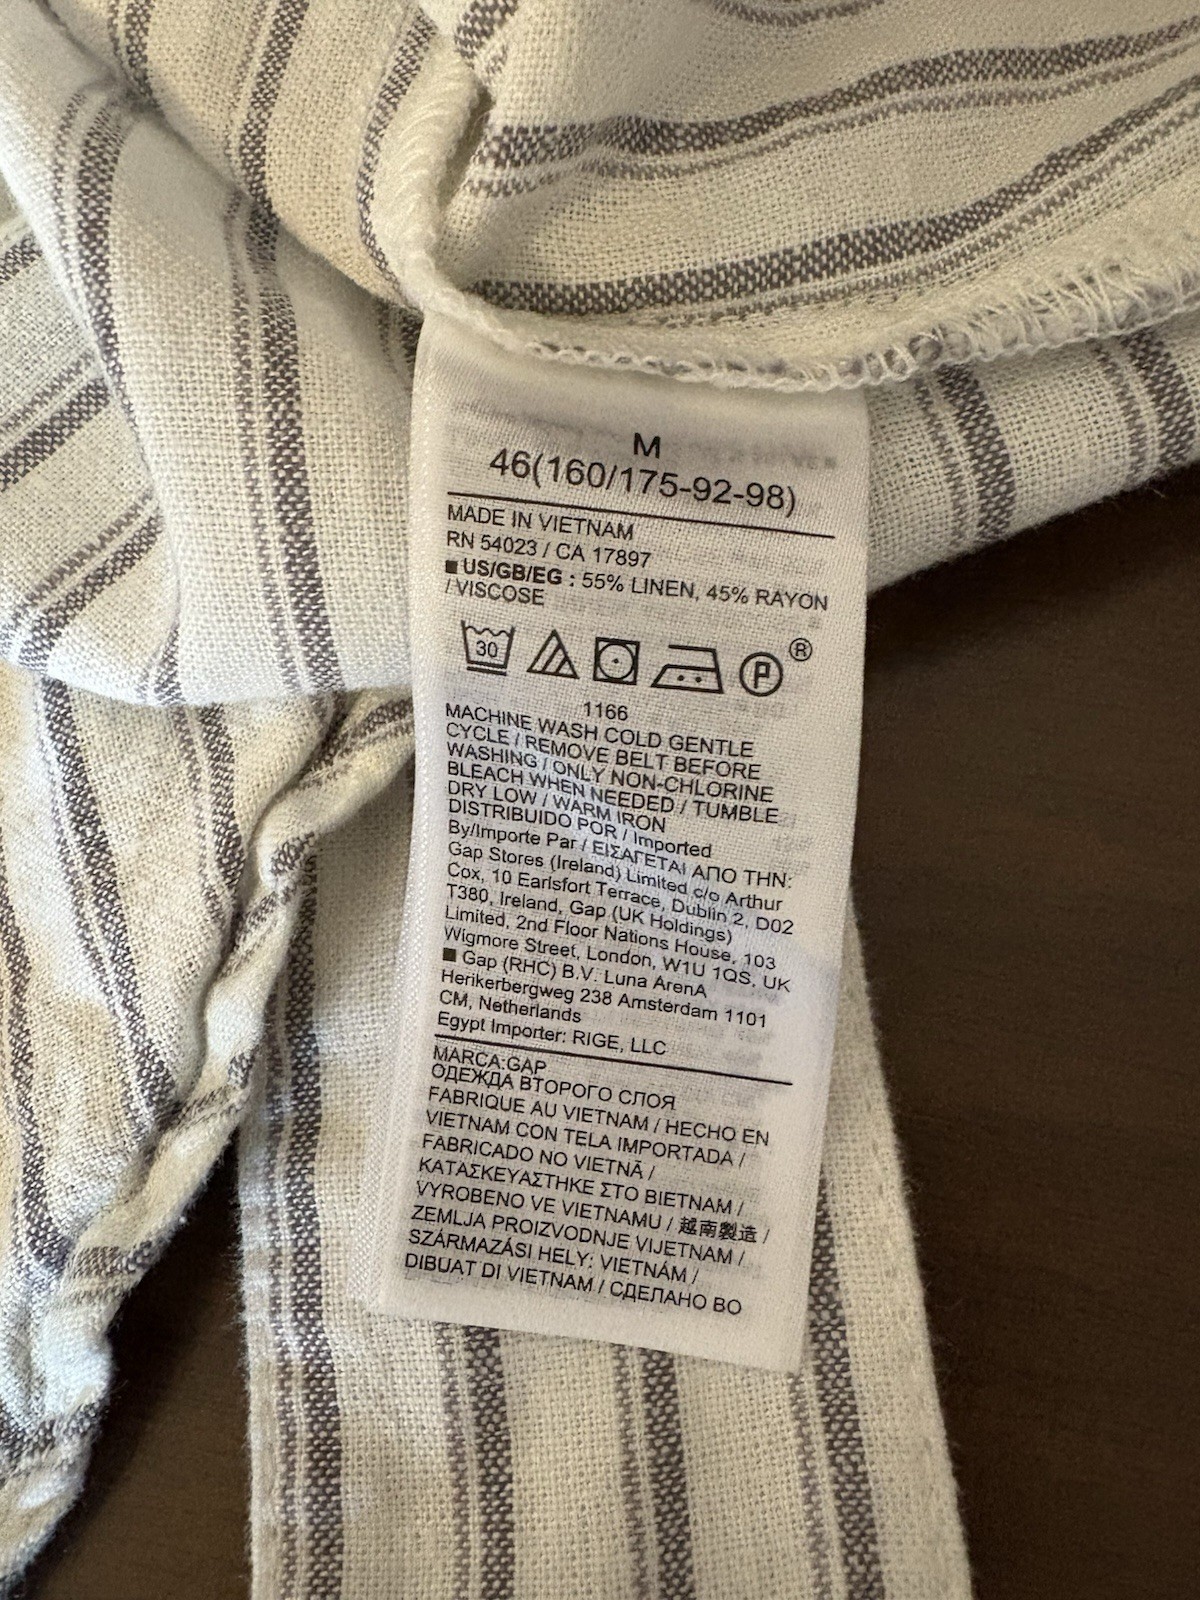 M
46(160/175-92-98)
MADE IN VIETNAM
RN 54023 / CA 17897
■ US/GB/EG : 55% LINEN, 45% RAYON
/ VISCOSE
30 P ®
1166
MACHINE WASH COLD GENTLE
CYCLE / REMOVE BELT BEFORE
WASHING / ONLY NON-CHLORINE
BLEACH WHEN NEEDED / TUMBLE
DRY LOW / WARM IRON
DISTRIBUIDO POR / Imported
By/Importe Par / ΕΙΣΑΓΕΤΑΙ ΑΠΟ ΤΗΝ:
Gap Stores (Ireland) Limited c/o Arthur
Cox, 10 Earlsfort Terrace, Dublin 2, D02
T380, Ireland, Gap (UK Holdings)
Limited, 2nd Floor Nations House, 103
Wigmore Street, London, W1U 1QS, UK
■ Gap (RHC) B.V. Luna ArenA
Herikerbergweg 238 Amsterdam 1101
CM, Netherlands
Egypt Importer: RIGE, LLC
MARCA:GAP
ОДЕЖДА ВТОРОГО СЛОЯ
FABRIQUE AU VIETNAM / HECHO EN
VIETNAM CON TELA IMPORTADA /
FABRICADO NO VIETNÃ /
ΚΑΤΑΣΚΕΥΑΣΤΗΚΕ ΣΤΟ ΒΙΕΤΝΑΜ /
VYROBENO VE VIETNAMU / 越南製造 /
ZEMLJA PROIZVODNJE VIJETNAM /
SZÁRMAZÁSI HELY: VIETNÁM /
DIBUAT DI VIETNAM / СДЕЛАНО ВО